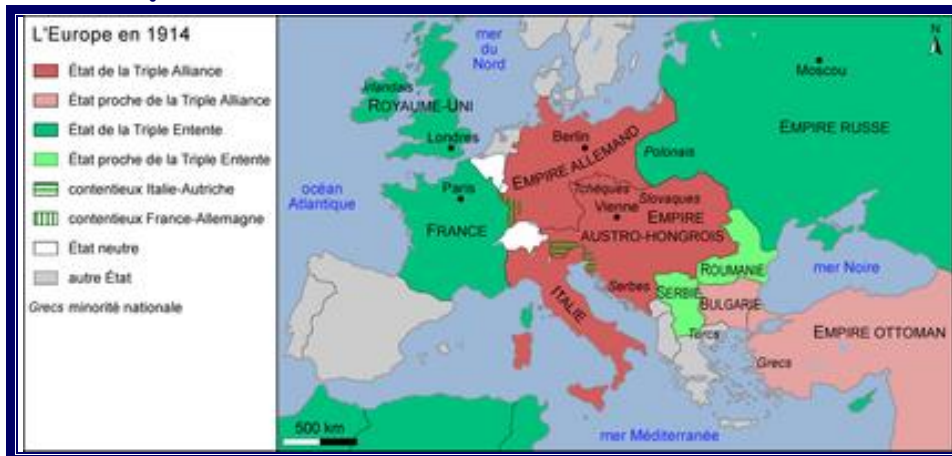 L'Europe en 1914
État de la Triple Alliance
État proche de la Triple Alliance
État de la Triple Entente
État proche de la Triple Entente
contentieux Italie-Autriche
contentieux France-Allemagne
État neutre
autre État
Grecs minorité nationale
mer
du
Nord
N
Moscou
Irlandais
ROYAUME-UNI
Londres
Berlin
EMPIRE RUSSE
EMPIRE ALLEMAND
Polonais
océan
Atlantique
Paris
Tchèques
Slovaques
Vienne
EMPIRE
AUSTRO-HONGROIS
FRANCE
ROUMANIE
mer Noire
Serbes
SERBIE
BULGARIE
ITALIE
Turcs
EMPIRE OTTOMAN
Grecs
500 km
mer Méditerranée